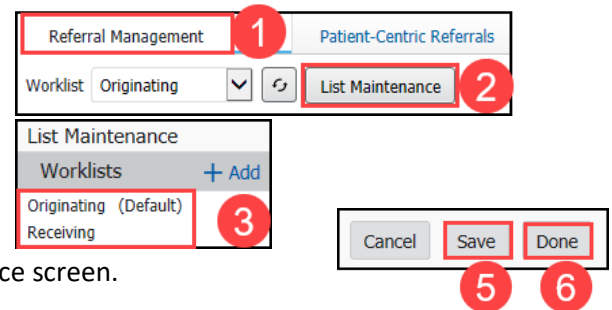 Referral Management 1 Patient-Centric Referrals
Worklist Originating List Maintenance 2
List Maintenance
Worklists + Add
Originating (Default)
Receiving
3
Cancel Save Done
5 6
ce screen.